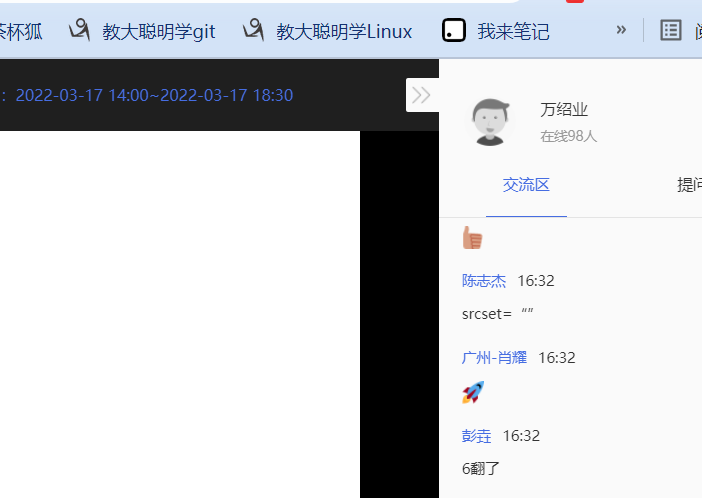 茶杯狐 教大聪明学git 教大聪明学Linux 我来笔记 »
：2022-03-17 14:00~2022-03-17 18:30
万绍业
在线98人
交流区 提问
陈志杰 16:32
srcset=“”
广州-肖耀 16:32
彭垚 16:32
6翻了